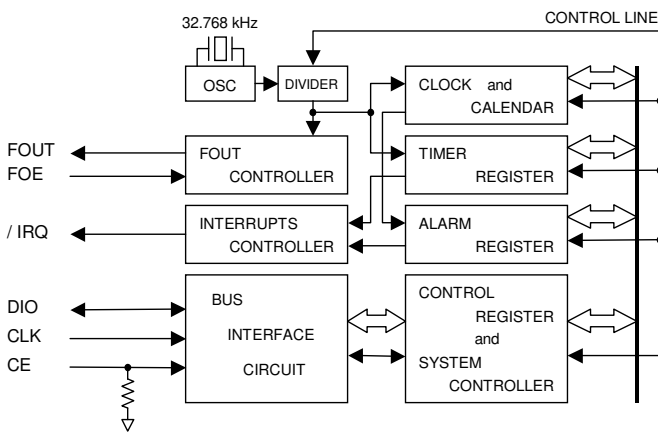 32.768 kHz
CONTROL LINE
OSC
DIVIDER
CLOCK and
CALENDAR
FOUT
FOE
FOUT
CONTROLLER
TIMER
REGISTER
/ IRQ
INTERRUPTS
CONTROLLER
ALARM
REGISTER
DIO
CLK
CE
BUS
INTERFACE
CIRCUIT
CONTROL
REGISTER
and
SYSTEM
CONTROLLER